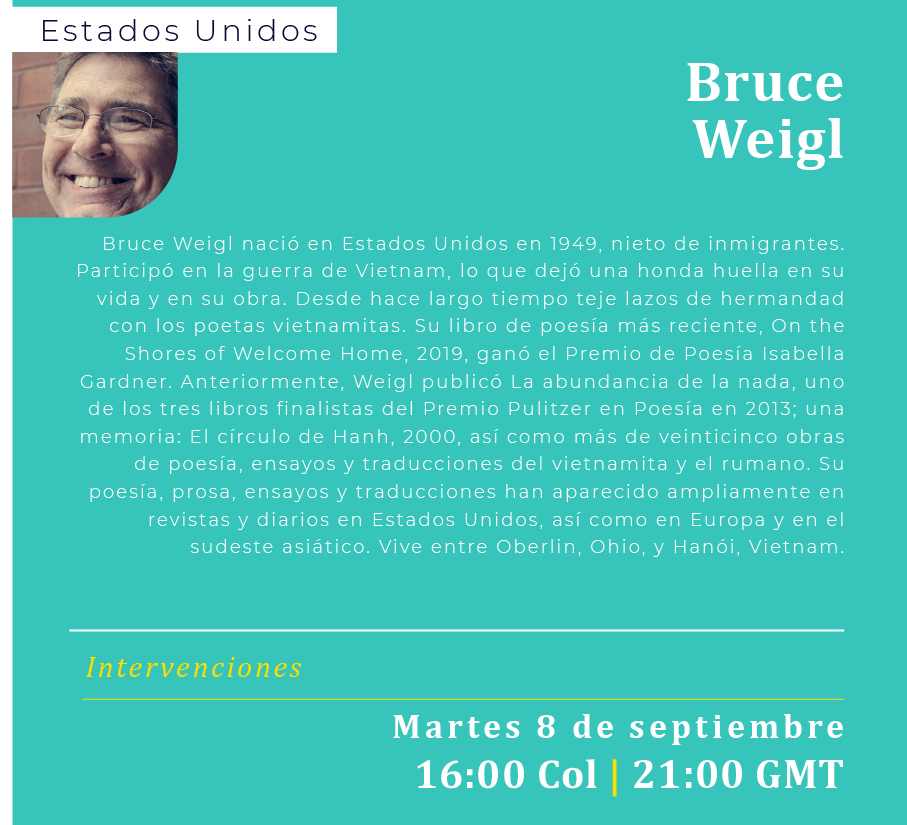 Estados Unidos
Bruce
Weigl
Bruce Weigl nació en Estados Unidos en 1949, nieto de inmigrantes.
Participó en la guerra de Vietnam, lo que dejó una honda huella en su
vida y en su obra. Desde hace largo tiempo teje lazos de hermandad
con los poetas vietnamitas. Su libro de poesía más reciente, On the
Shores of Welcome Home, 2019, ganó el Premio de Poesía Isabella
Gardner. Anteriormente, Weigl publicó La abundancia de la nada, uno
de los tres libros finalistas del Premio Pulitzer en Poesía en 2013; una
memoria: El círculo de Hanh, 2000, así como más de veinticinco obras
de poesía, ensayos y traducciones del vietnamita y el rumano. Su
poesía, prosa, ensayos y traducciones han aparecido ampliamente en
revistas y diarios en Estados Unidos, así como en Europa y en el
sudeste asiático. Vive entre Oberlin, Ohio, y Hanói, Vietnam.
Intervenciones
Martes 8 de septiembre
16:00 Col | 21:00 GMT